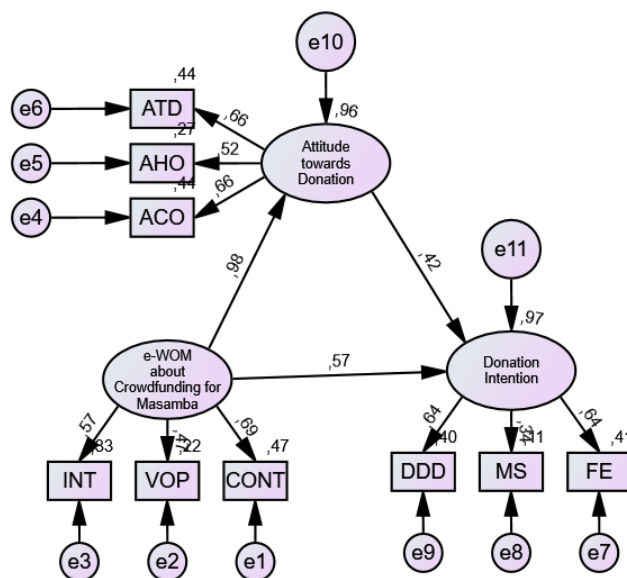 e10
,44
,96
e6
ATD
,66
,27
Attitude
towards
Donation
e5
AHO
,52
,44
e4
ACO
,66
e11
,98
,42
,97
e-WOM
about
Crowdfunding for
Masamba
,57
Donation
Intention
,57
,69
,64
,64
,22
,47
,40
INT
VOP
CONT
DDD
MS
FE
e3
e2
e1
e9
e8
e7